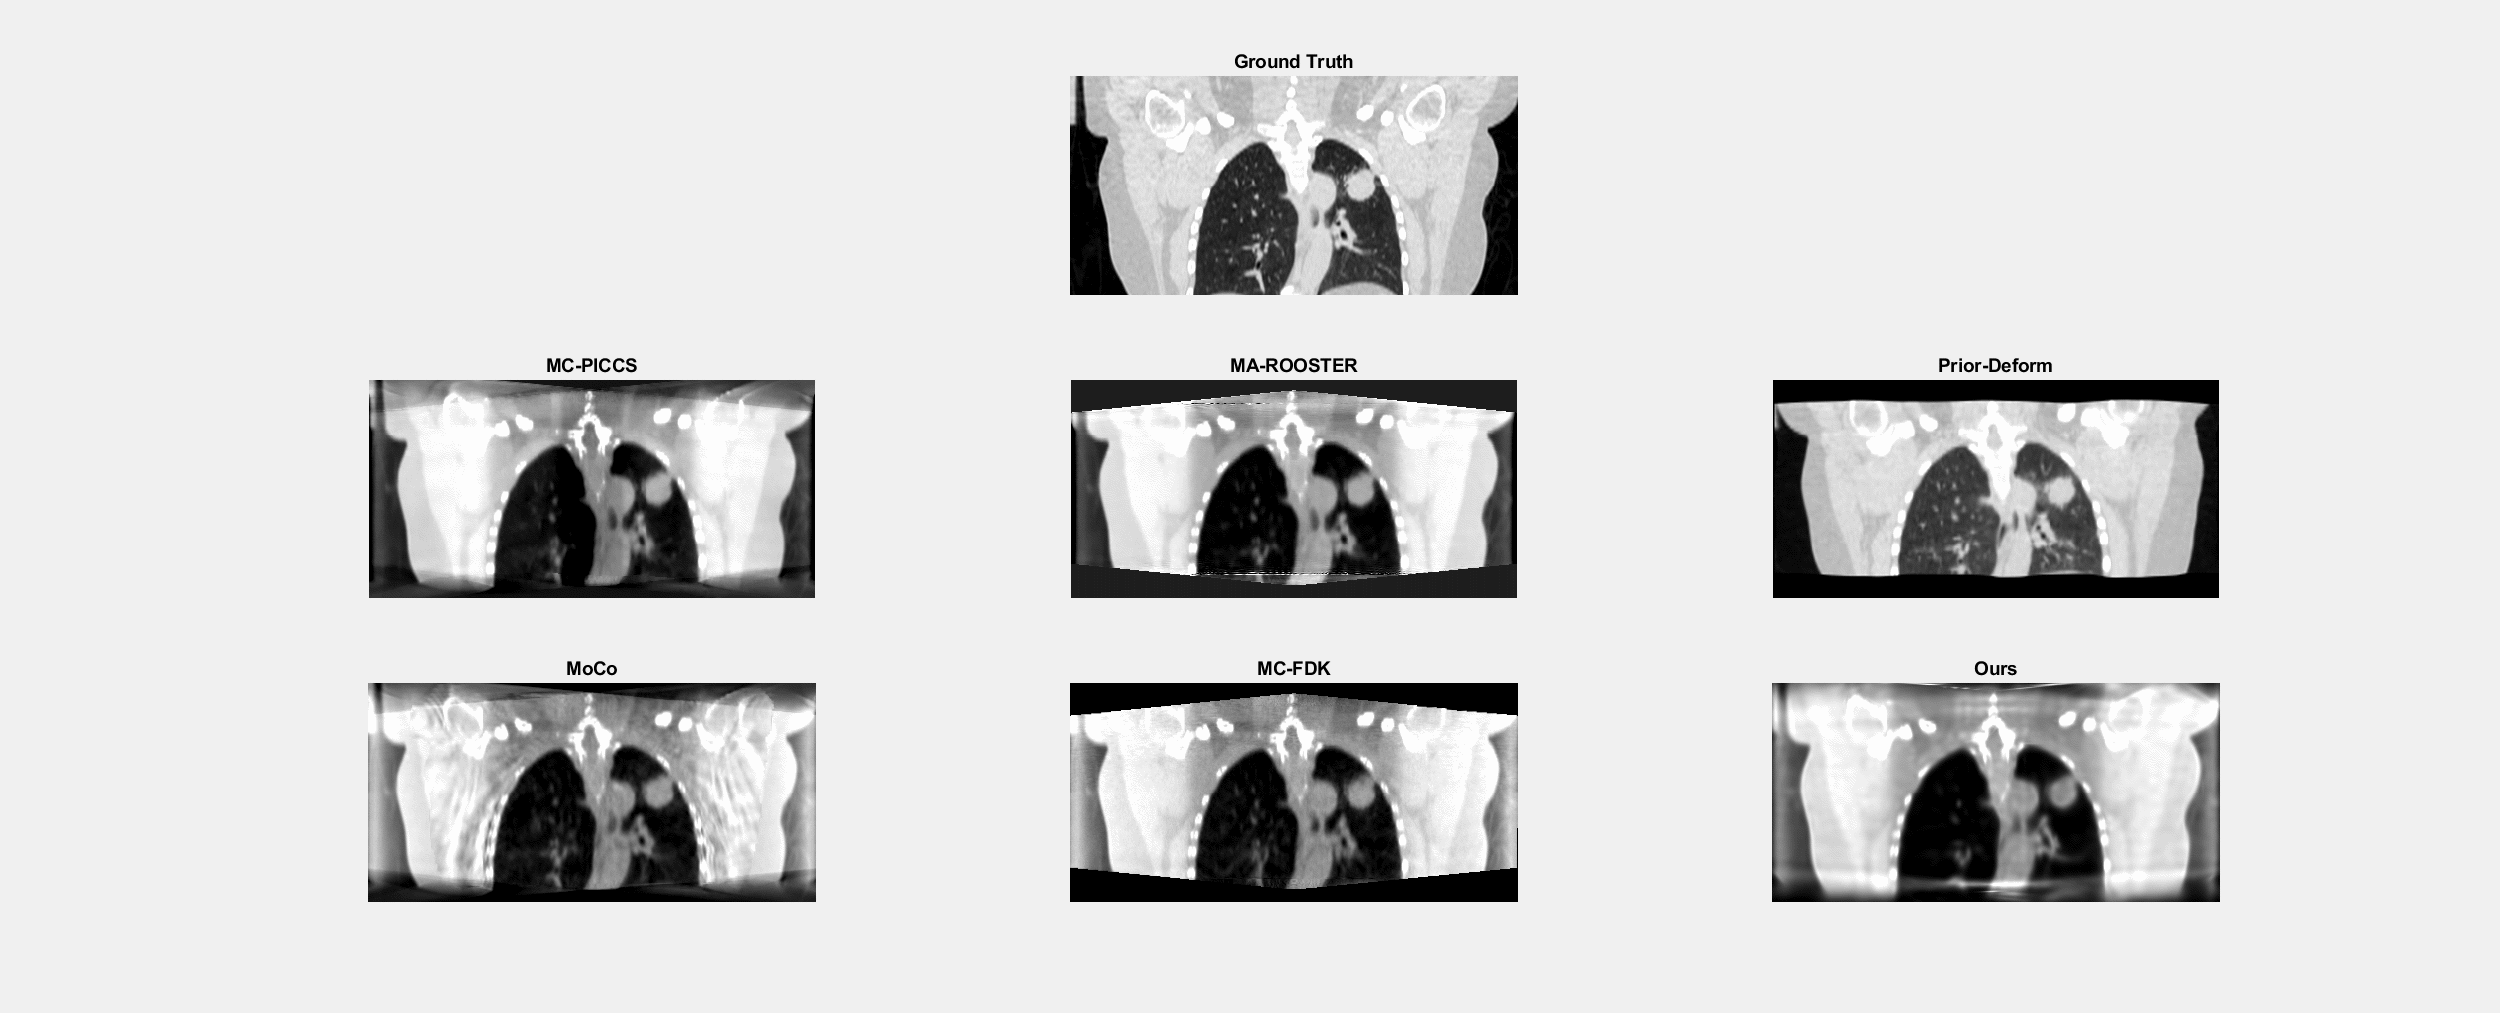 Ground Truth
MC-PICCS
MA-ROOSTER
Prior-Deform
MoCo
MC-FDK
Ours